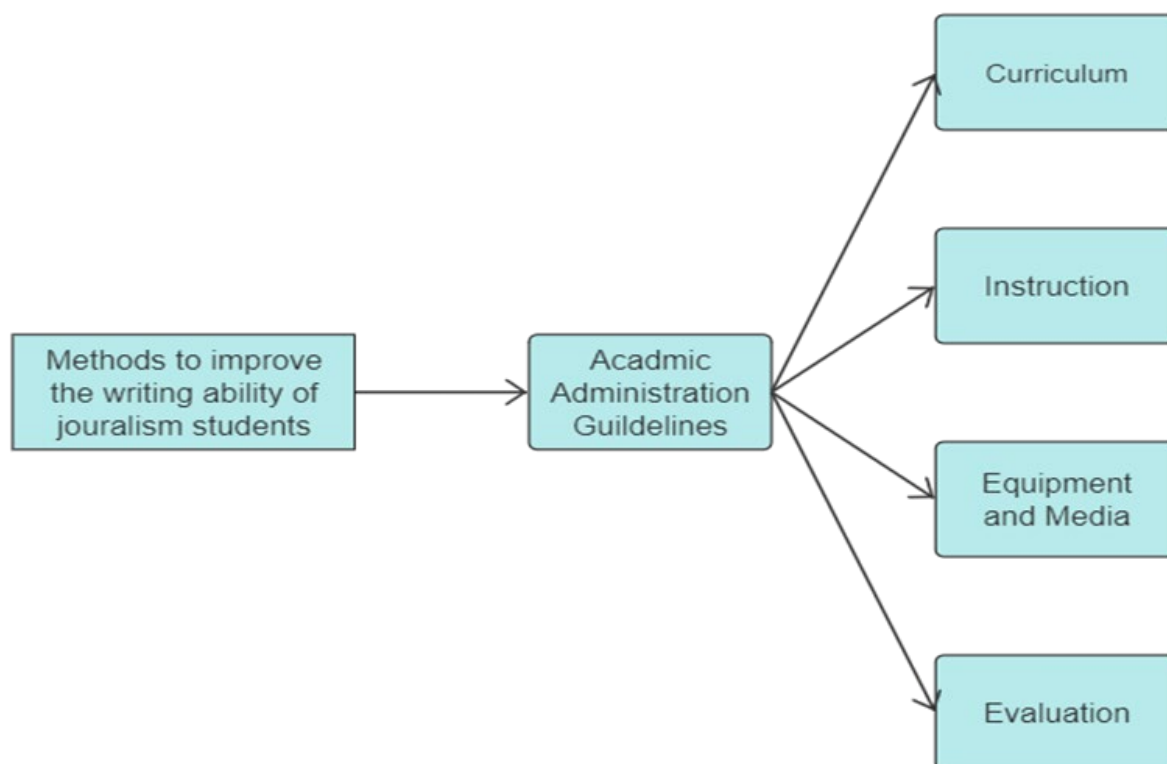 Curriculum
Instruction
Methods to improve
the writing ability of
jouralism students
Acadmic
Administration
Guildelines
Equipment
and Media
Evaluation